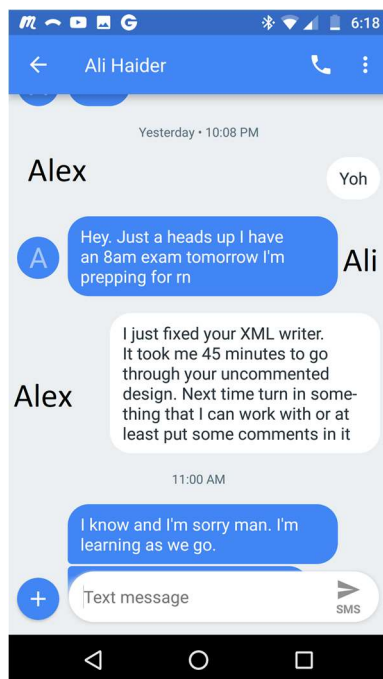 6:18
Ali Haider
Yesterday • 10:08 PM
Alex
Yoh
Hey. Just a heads up I have
an 8am exam tomorrow I'm
prepping for rn
A
Ali
I just fixed your XML writer.
It took me 45 minutes to go
through your uncommented
design. Next time turn in some-
thing that I can work with or at
least put some comments in it
Alex
11:00 AM
I know and I'm sorry man. I'm
learning as we go.
Text message
SMS